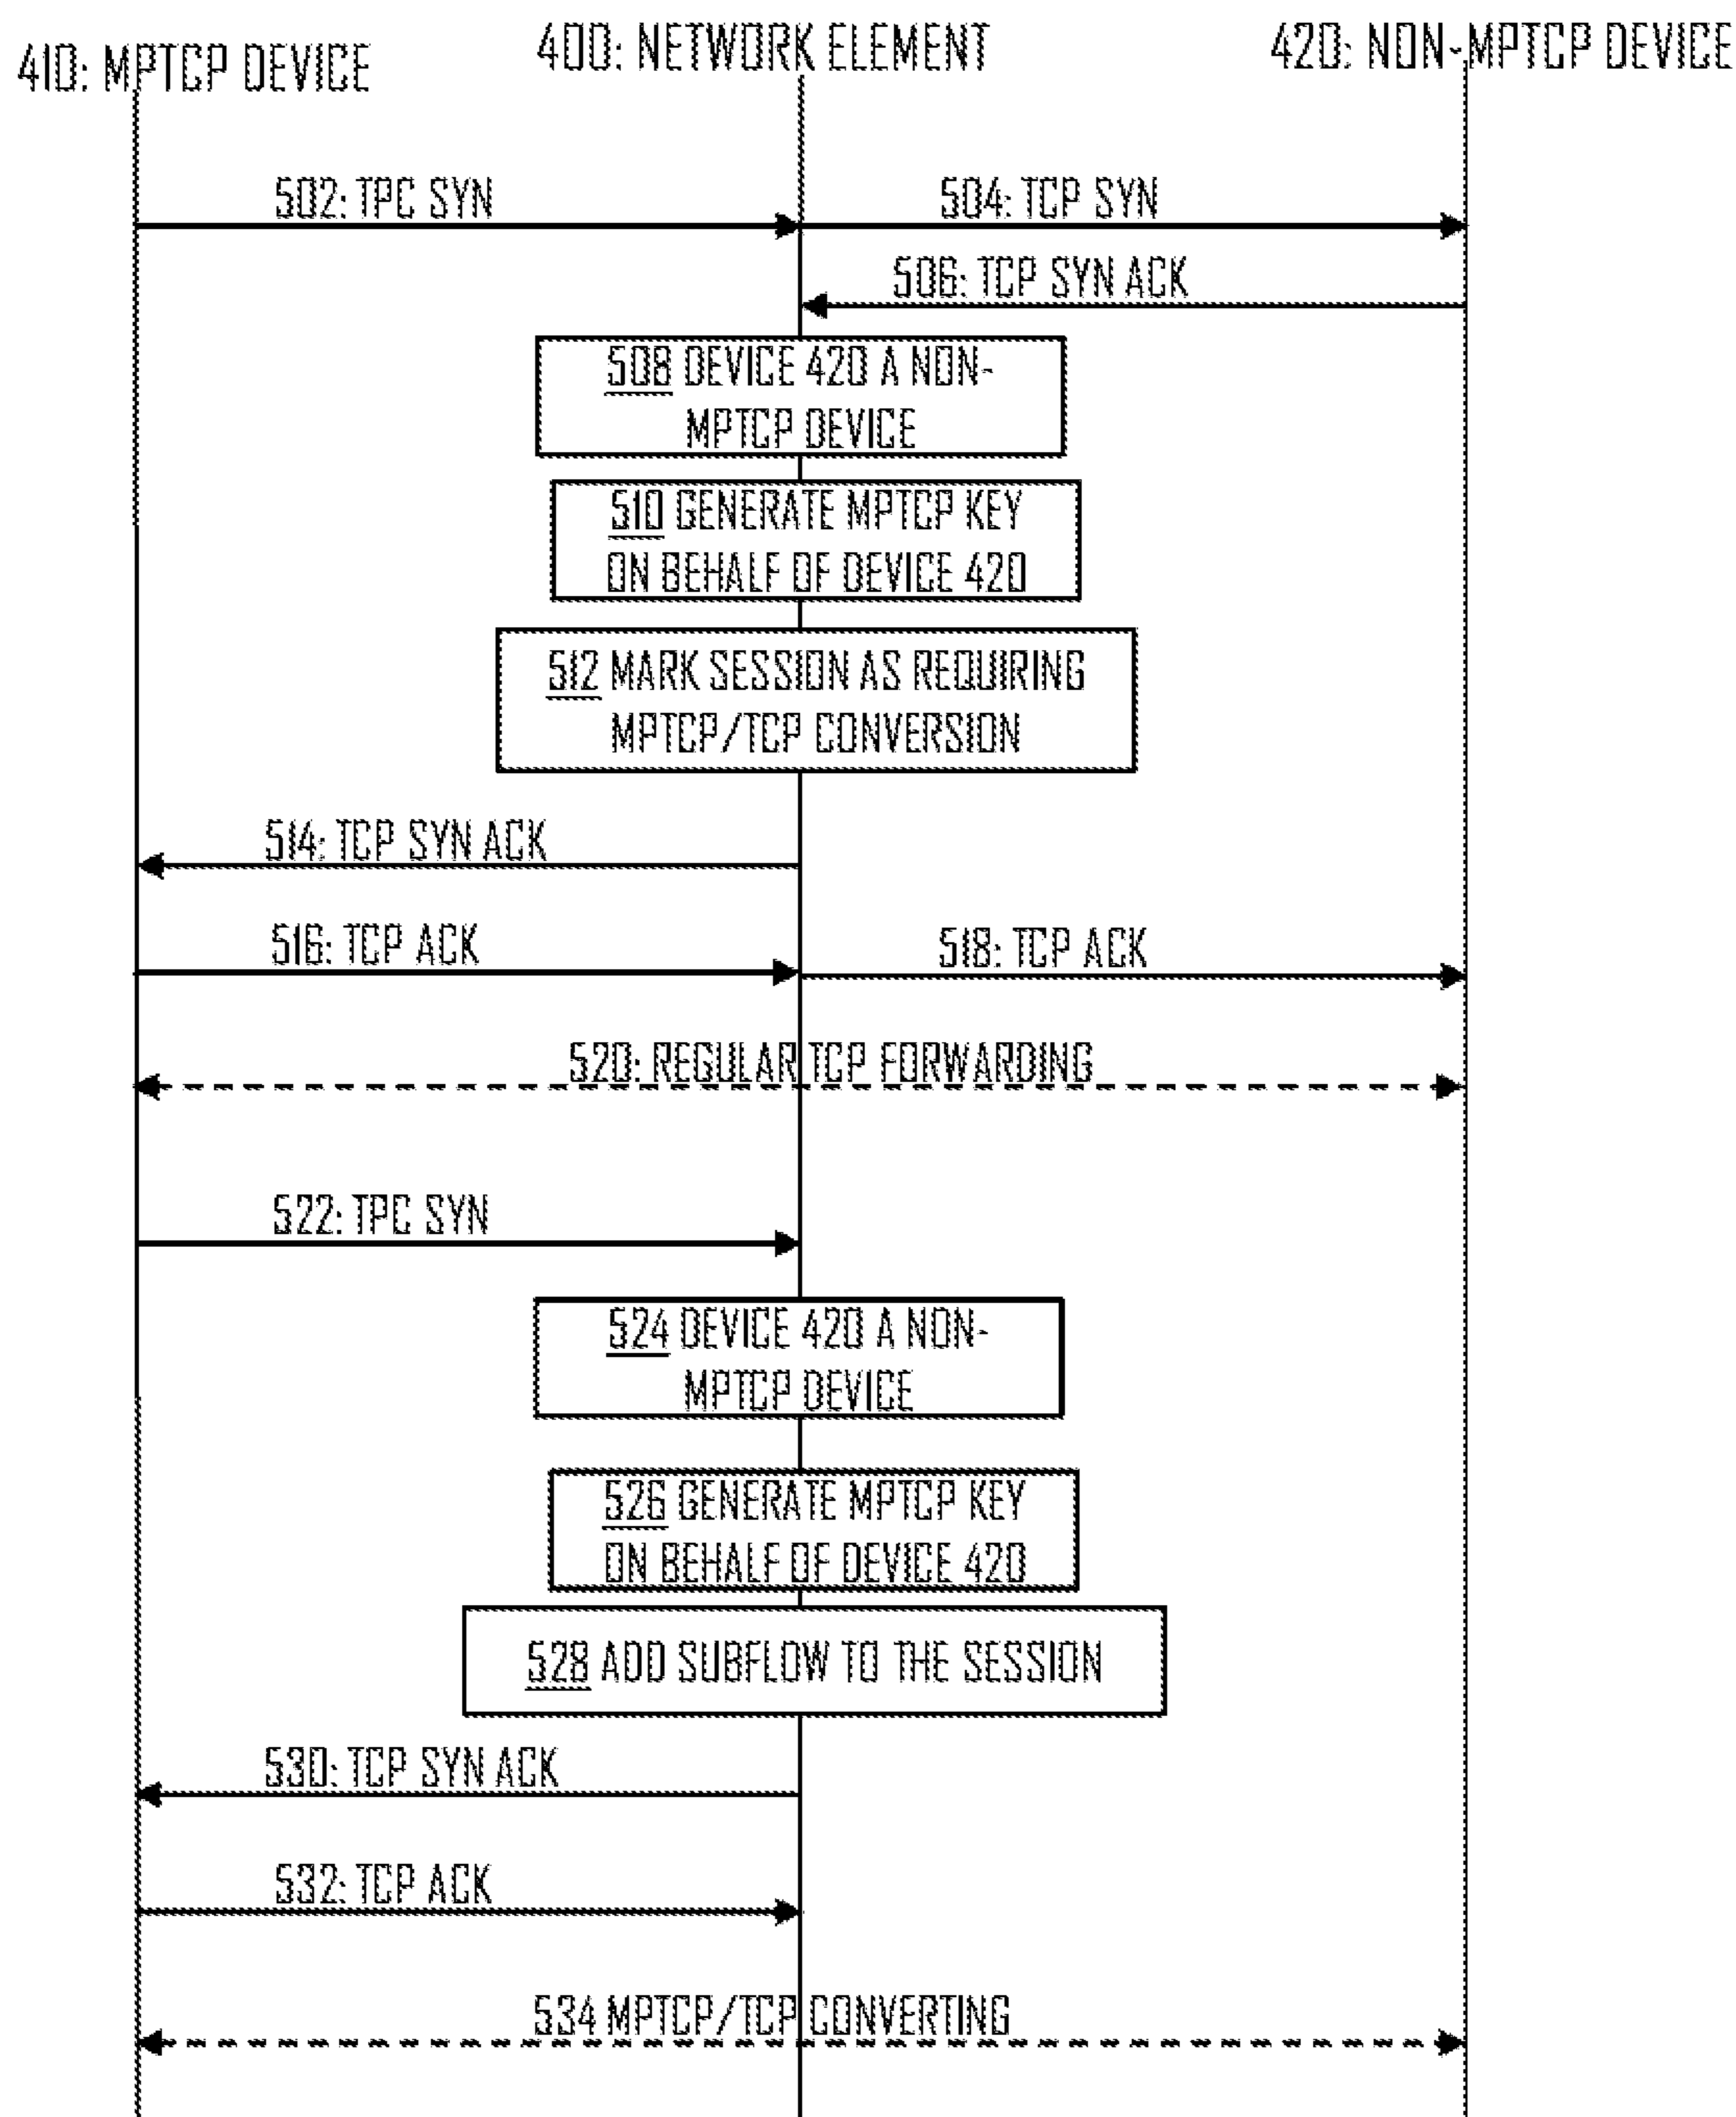 410: MPTCP DEVICE
400: NETWORK ELEMENT
420: NON-MPTCP DEVICE
502: TPC SYN
504: TCP SYN
506: TCP SYN ACK
508 DEVICE 420 A NON-
MPTCP DEVICE
510 GENERATE MPTCP KEY
ON BEHALF OF DEVICE 420
512 MARK SESSION AS REQUIRING
MPTCP/TCP CONVERSION
514: TCP SYN ACK
516: TCP ACK
518: TCP ACK
520: REGULAR TCP FORWARDING
522: TPC SYN
524 DEVICE 420 A NON-
MPTCP DEVICE
526 GENERATE MPTCP KEY
ON BEHALF OF DEVICE 420
528 ADD SUBFLOW TO THE SESSION
530: TCP SYN ACK
532: TCP ACK
534 MPTCP/TCP CONVERTING